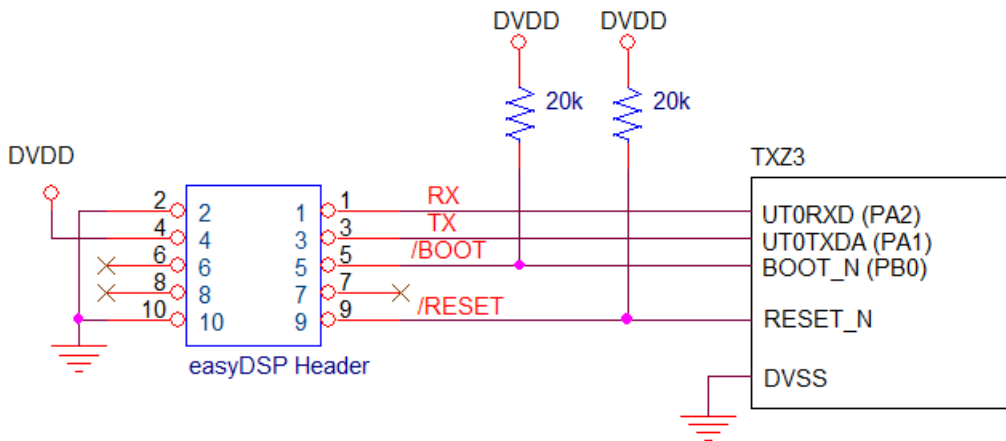 DVDD DVDD
20k 20k
DVDD
TXZ3
2 2 1 1 RX UT0RXD (PA2)
4 4 3 3 TX UT0TXDA (PA1)
6 6 5 5 /BOOT BOOT_N (PB0)
8 8 7 7
10 10 9 9 /RESET RESET_N
easyDSP Header
DVSS